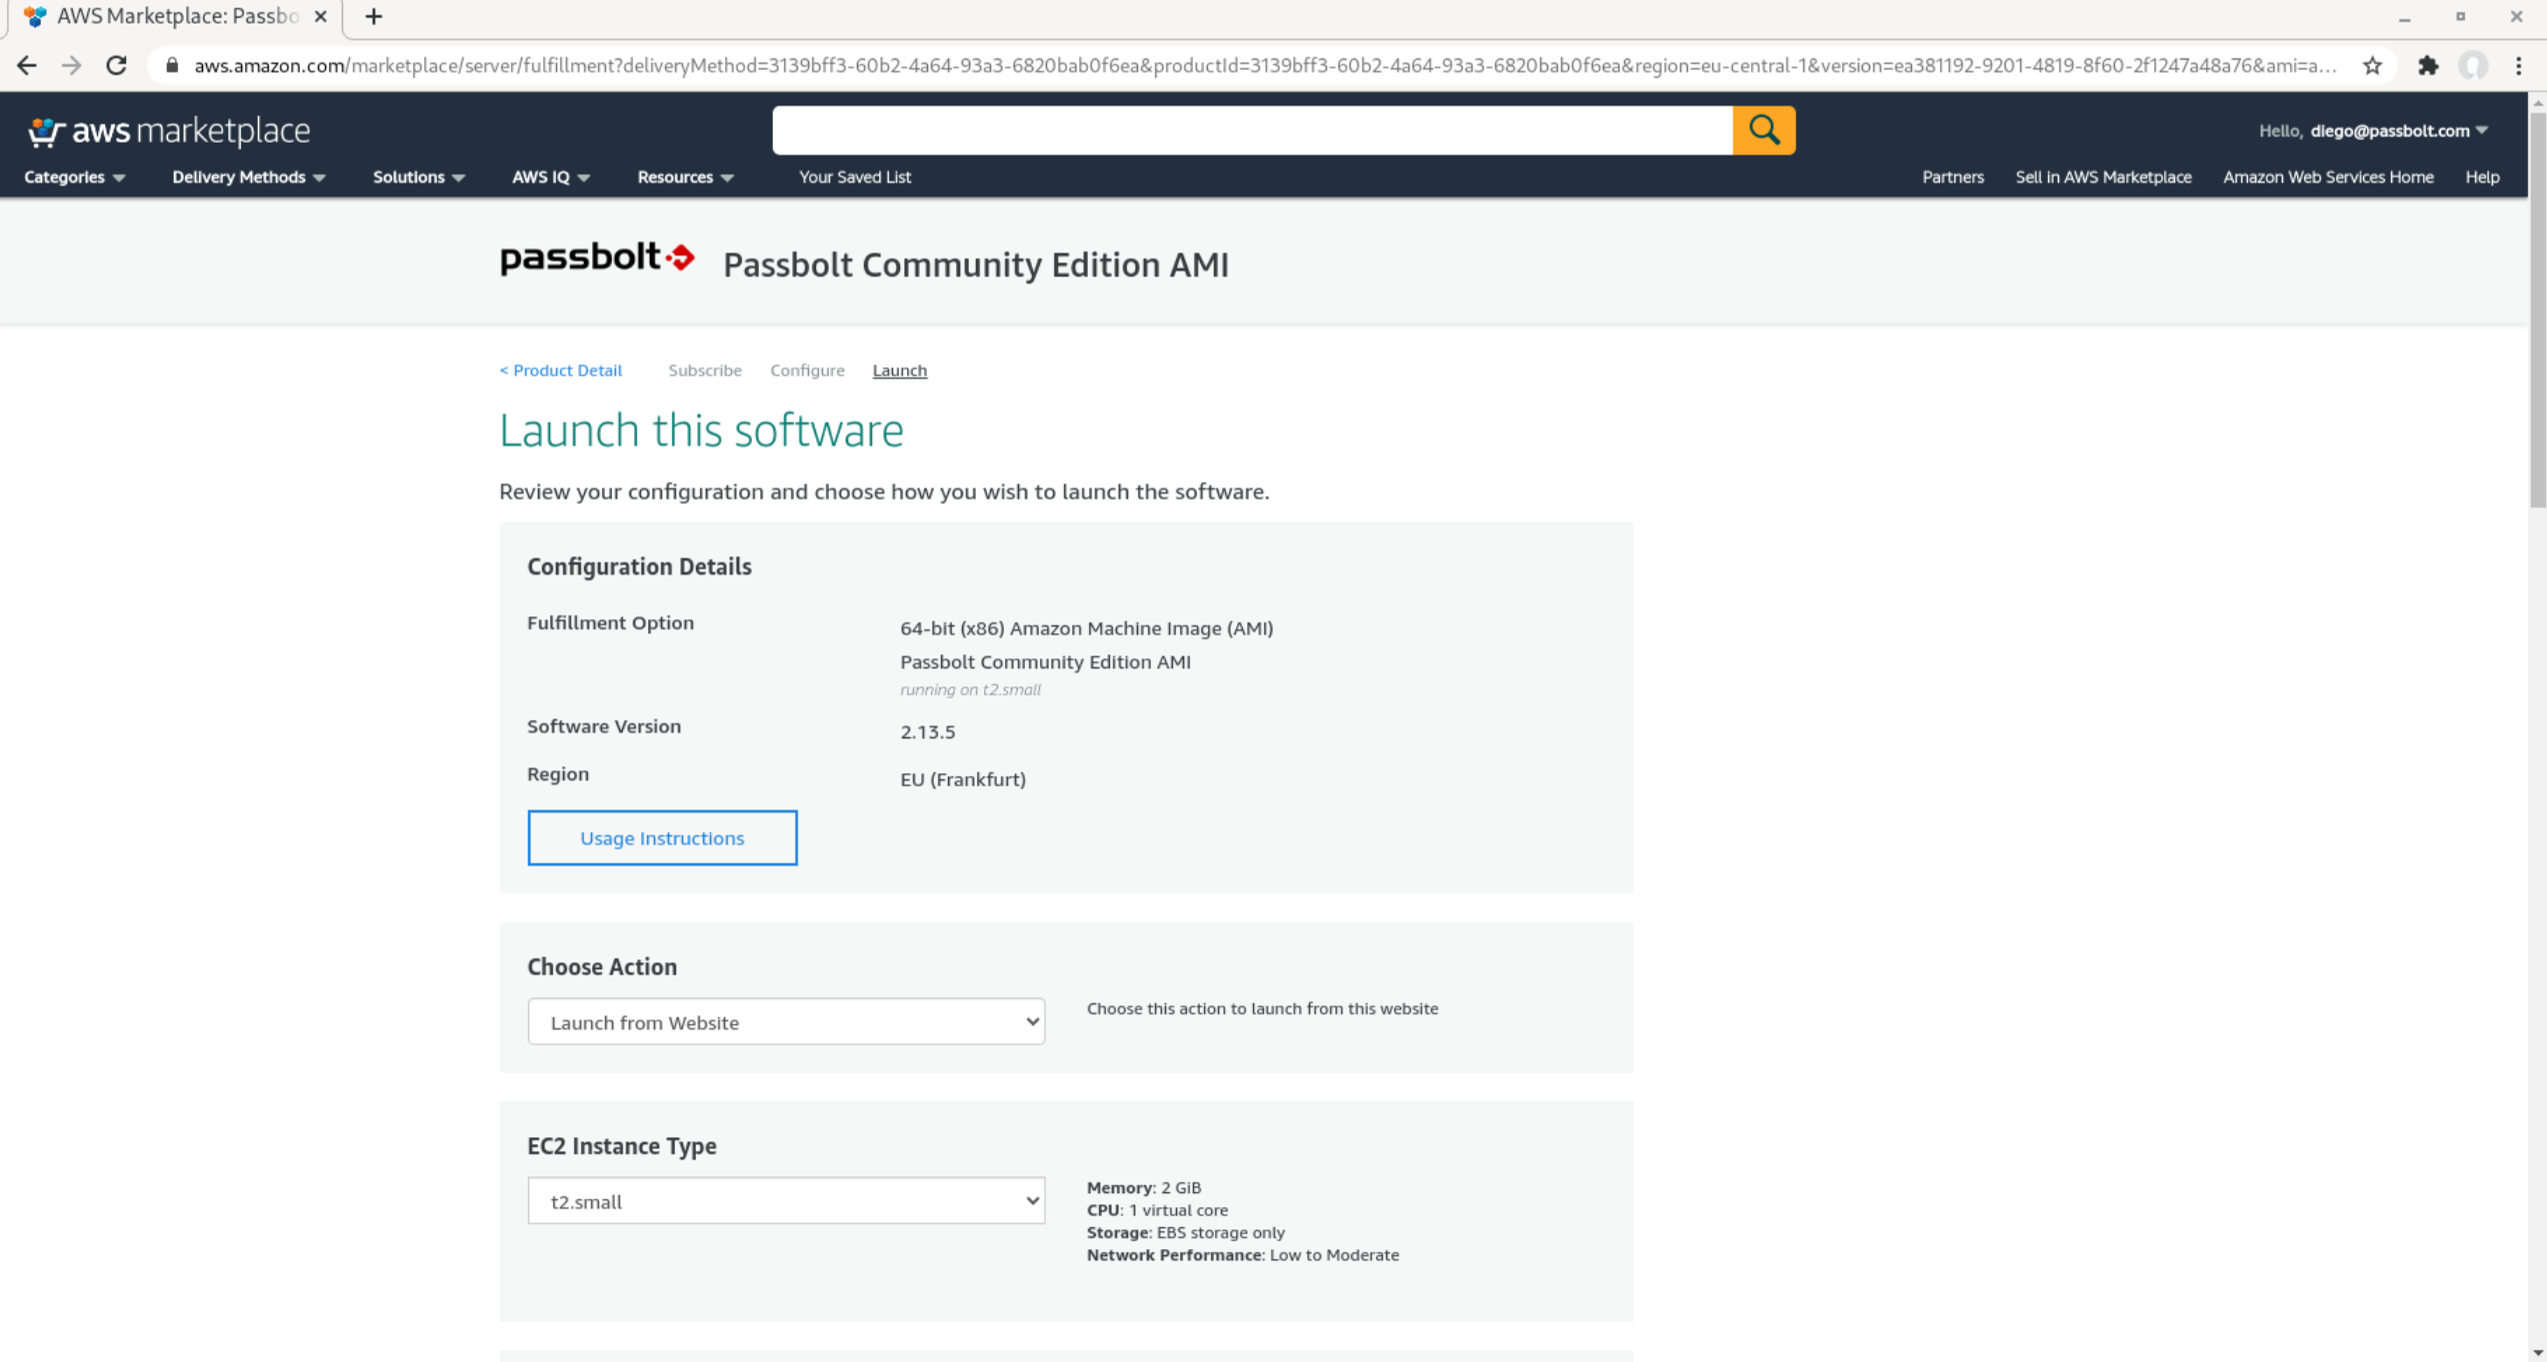 AWS Marketplace: Passbo
aws.amazon.com/marketplace/server/fulfillment?deliveryMethod=3139bff3-60b2-4a64-93a3-6820bab0f6ea&productId=3139bff3-60b2-4a64-93a3-6820bab0f6ea&region=eu-central-1&version=ea381192-9201-4819-8f60-2f1247a48a76&ami=a...
aws marketplace
Hello, diego@passbolt.com
Categories Delivery Methods Solutions AWS IQ Resources Your Saved List Partners Sell in AWS Marketplace Amazon Web Services Home Help
passbolt Passbolt Community Edition AMI
< Product Detail Subscribe Configure Launch
Launch this software
Review your configuration and choose how you wish to launch the software.
Configuration Details
Fulfillment Option
64-bit (x86) Amazon Machine Image (AMI)
Passbolt Community Edition AMI
running on t2.small
Software Version
2.13.5
Region
EU (Frankfurt)
Usage Instructions
Choose Action
Launch from Website
Choose this action to launch from this website
EC2 Instance Type
t2.small
Memory: 2 GiB
CPU: 1 virtual core
Storage: EBS storage only
Network Performance: Low to Moderate